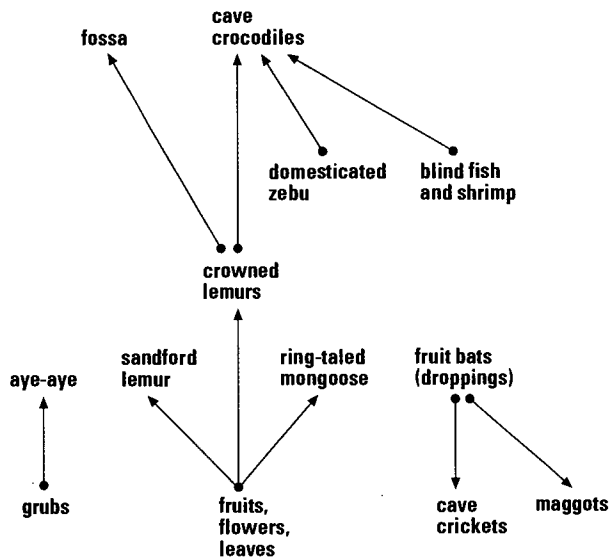 fossa
cave
crocodiles
domesticated
zebu
blind fish
and shrimp
crowned
lemurs
aye-aye
sandford
lemur
ring-taled
mongoose
fruit bats
(droppings)
grubs
fruits,
flowers,
leaves
cave
crickets
maggots